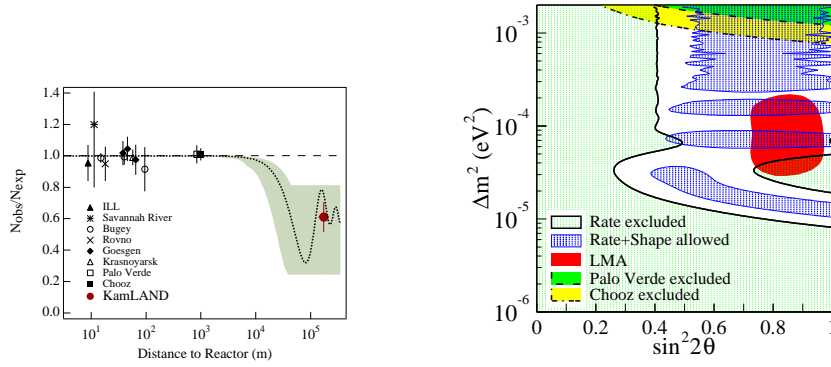 1.4
1.2
1.0
0.8
0.6
0.4
0.2
0.0
N_obs/N_exp
ILL
Savannah River
Bugey
Rovno
Goesgen
Krasnoyarsk
Palo Verde
Chooz
KamLAND
10^1 10^2 10^3 10^4 10^5
Distance to Reactor (m)
10^-3
10^-4
10^-5
10^-6
Δm^2 (eV^2)
Rate excluded
Rate+Shape allowed
LMA
Palo Verde excluded
Chooz excluded
0 0.2 0.4 0.6 0.8 1
sin^2 2θ